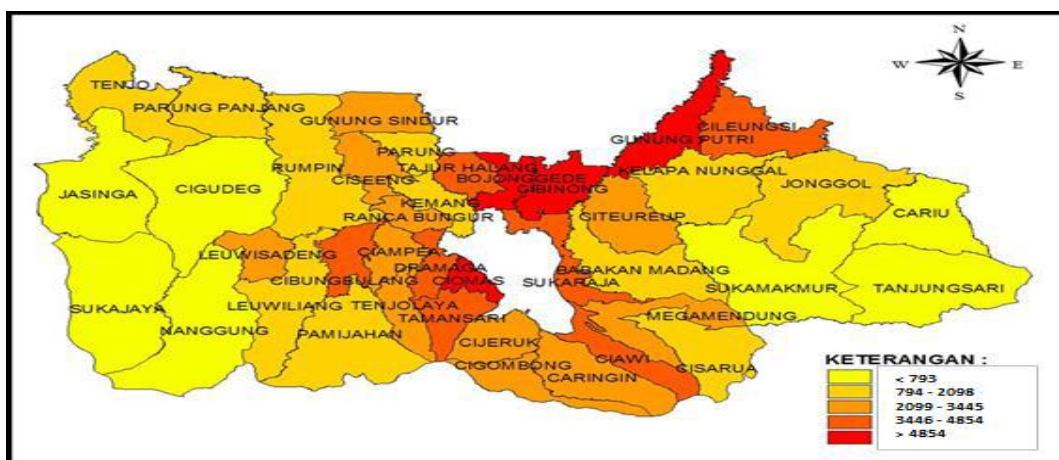 N
W E
S
TENJO
PARUNG PANJANG
GUNUNG SINDUR
CILEUNGSI
GUNUNG PUTRI
PARUNG
RUMPIN
TAJUR HALANG
BOJONGGEDE
KELAPA NUNGGAL
JONGGOL
JASINGA
CIGUDEG
CISEENG
CIBINONG
CARIU
KEMANG
RANCA BUNGUR
CITEUREUP
LEUWISADENG
CIAMPEA
DRAMAGA
CIBUNGBULANG
CIOMAS
BABAKAN MADANG
SUKARAJA
SUKAMAKMUR
TANJUNGSARI
SUKAJAYA
LEUWILIANG
TENJOLAYA
TAMANSARI
MEGAMENDUNG
NANGGUNG
PAMIJAHAN
CIJERUK
CIGOMBONG
CIAWI
CISARUA
CARINGIN
KETERANGAN :
< 793
794 - 2098
2099 - 3445
3446 - 4854
> 4854